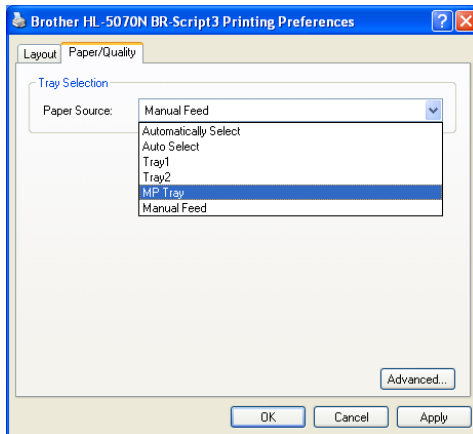 Brother HL-5070N BR-Script3 Printing Preferences
Layout Paper/Quality
Tray Selection
Paper Source: Manual Feed
Automatically Select
Auto Select
Tray1
Tray2
MP Tray
Manual Feed
Advanced...
OK Cancel Apply